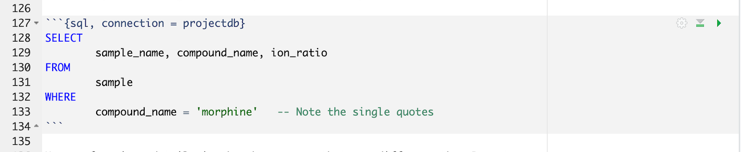 126
127 ```{sql, connection = projectdb}
128 SELECT
129 sample_name, compound_name, ion_ratio
130 FROM
131 sample
132 WHERE
133 compound_name = 'morphine' -- Note the single quotes
134 ```
135